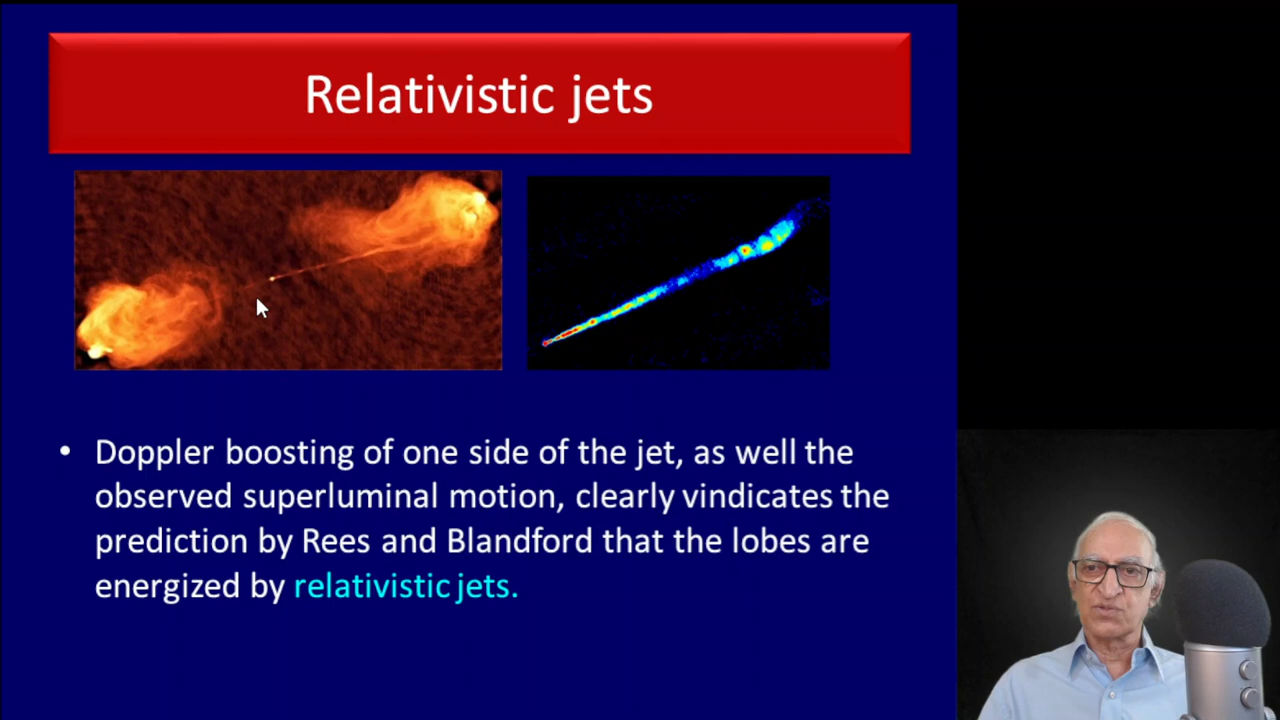 Relativistic jets
• Doppler boosting of one side of the jet, as well the
observed superluminal motion, clearly vindicates the
prediction by Rees and Blandford that the lobes are
energized by relativistic jets.